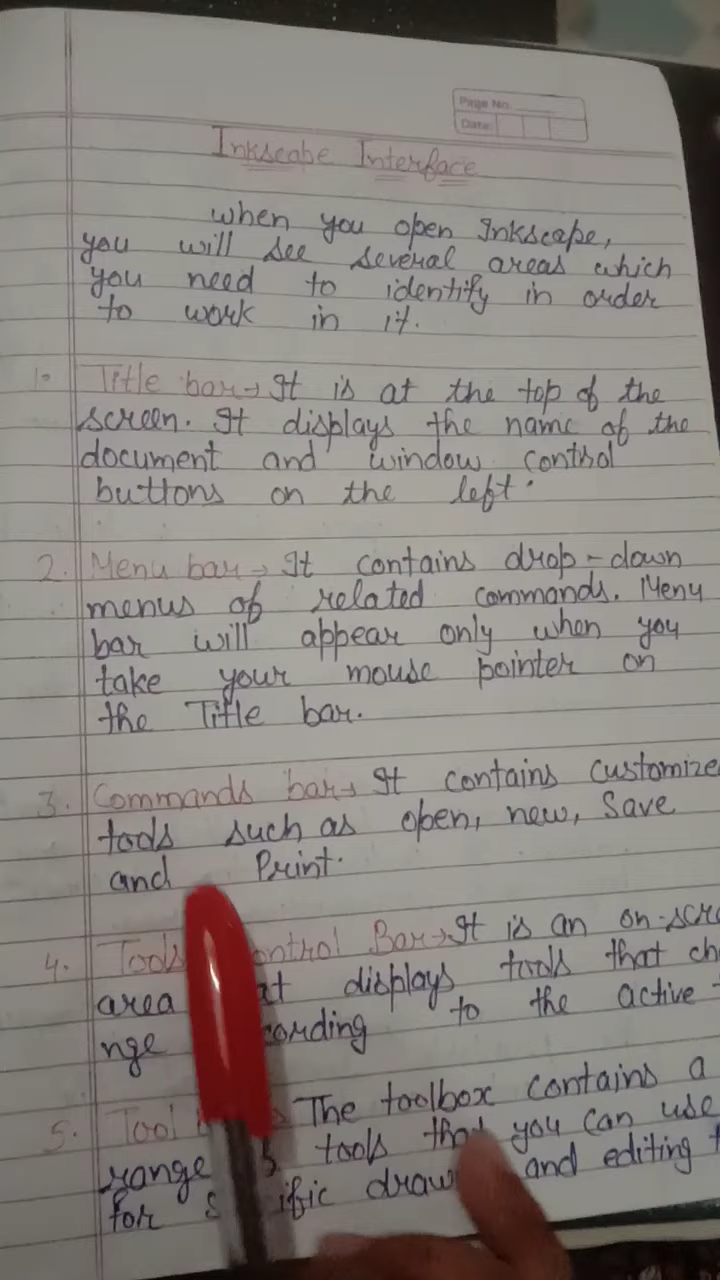 Page No.
Date:
Inkscape Interface
when you open Inkscape,
you will see several areas which
you need to identify in order
to work in it.
1. Title bar → It is at the top of the
screen. It displays the name of the
document and window control
buttons on the left.
2. Menu bar → It contains drop-down
menus of related commands. Menu
bar will appear only when you
take your mouse pointer on
the Title bar.
3. Commands bar → It contains customize
tools such as open, new, Save
and Print.
4. Tools Control Bar → It is an on-scre
area displays tools that cha
nge to the active
5. Tool The toolbox contains a
range tools that you can use
for and editing